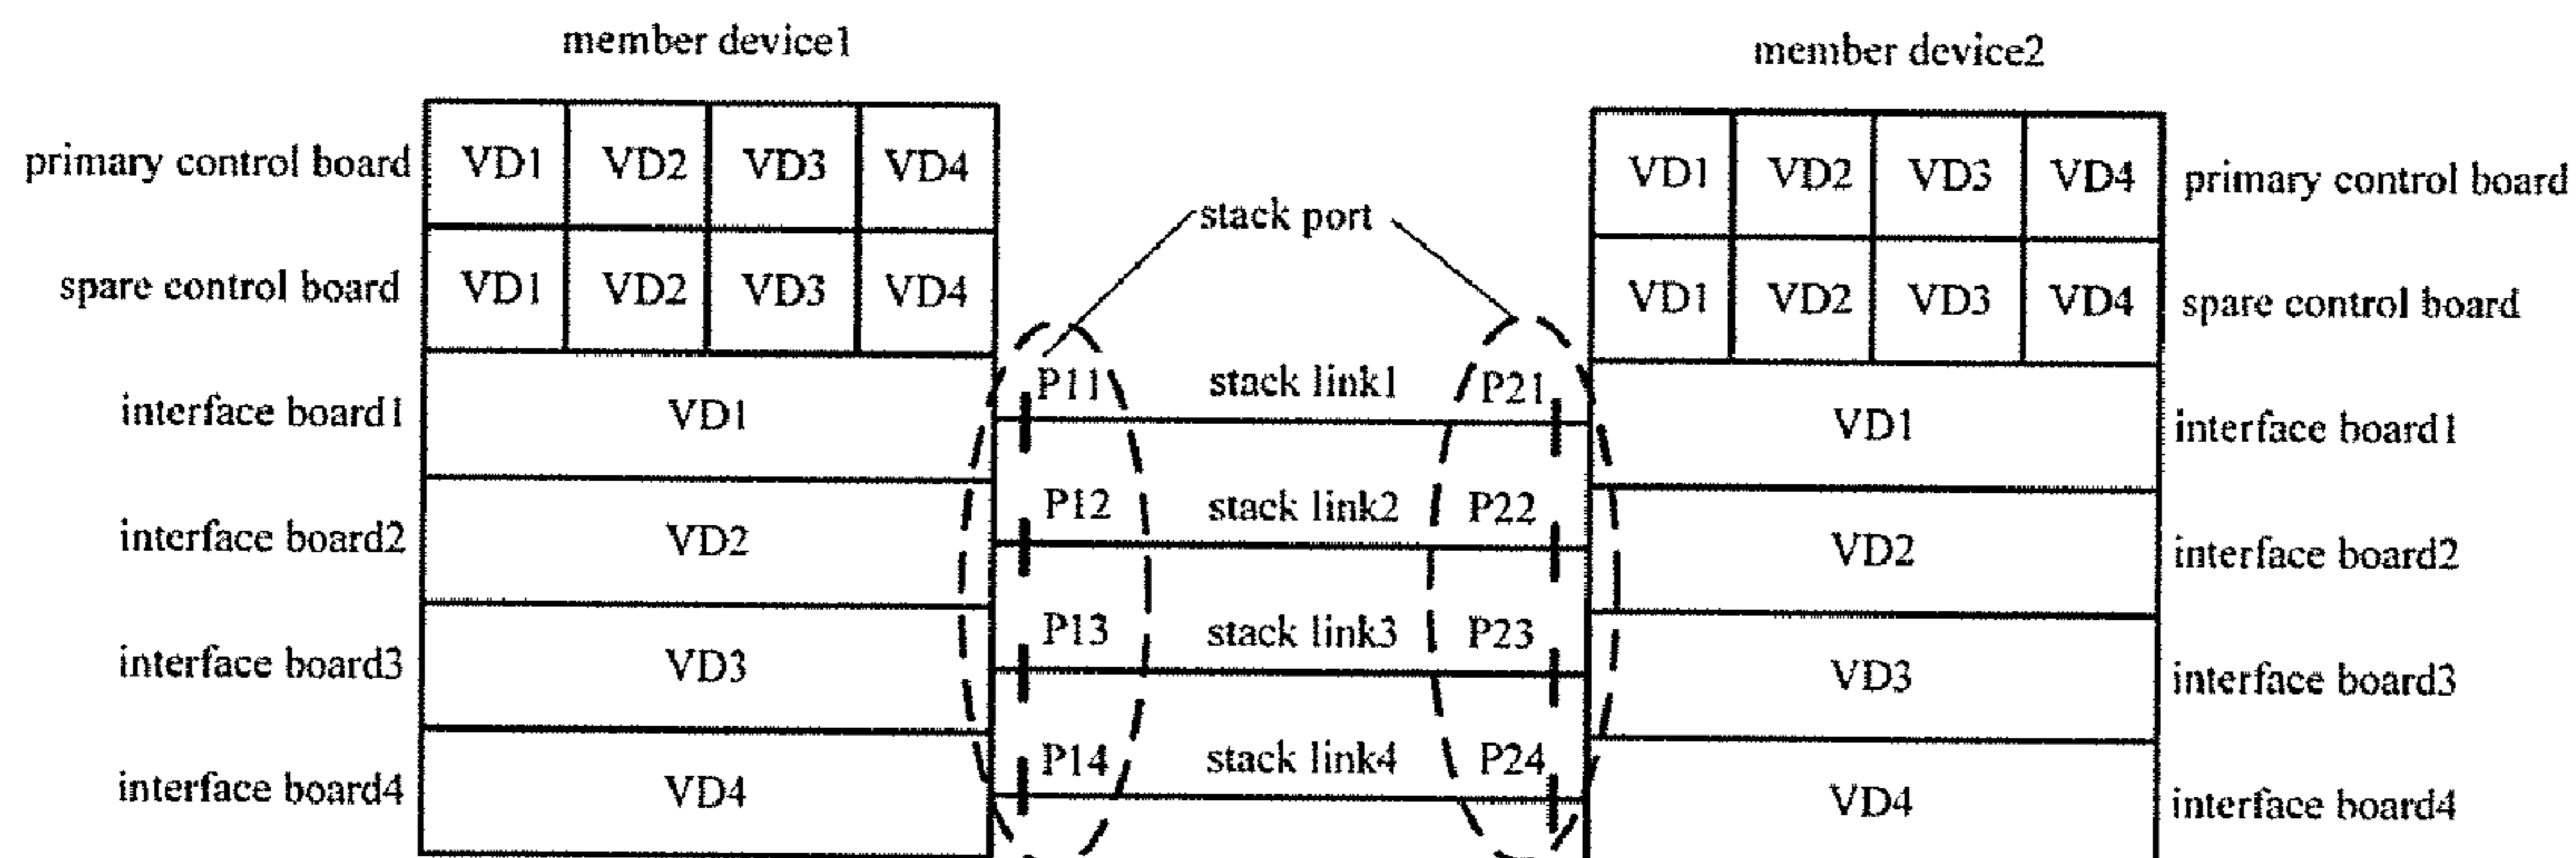 member device1 member device2
primary control board VD1 VD2 VD3 VD4 VD1 VD2 VD3 VD4 primary control board
stack port
spare control board VD1 VD2 VD3 VD4 VD1 VD2 VD3 VD4 spare control board
interface board1 VD1 P11 stack link1 P21 VD1 interface board1
interface board2 VD2 P12 stack link2 P22 VD2 interface board2
interface board3 VD3 P13 stack link3 P23 VD3 interface board3
interface board4 VD4 P14 stack link4 P24 VD4 interface board4